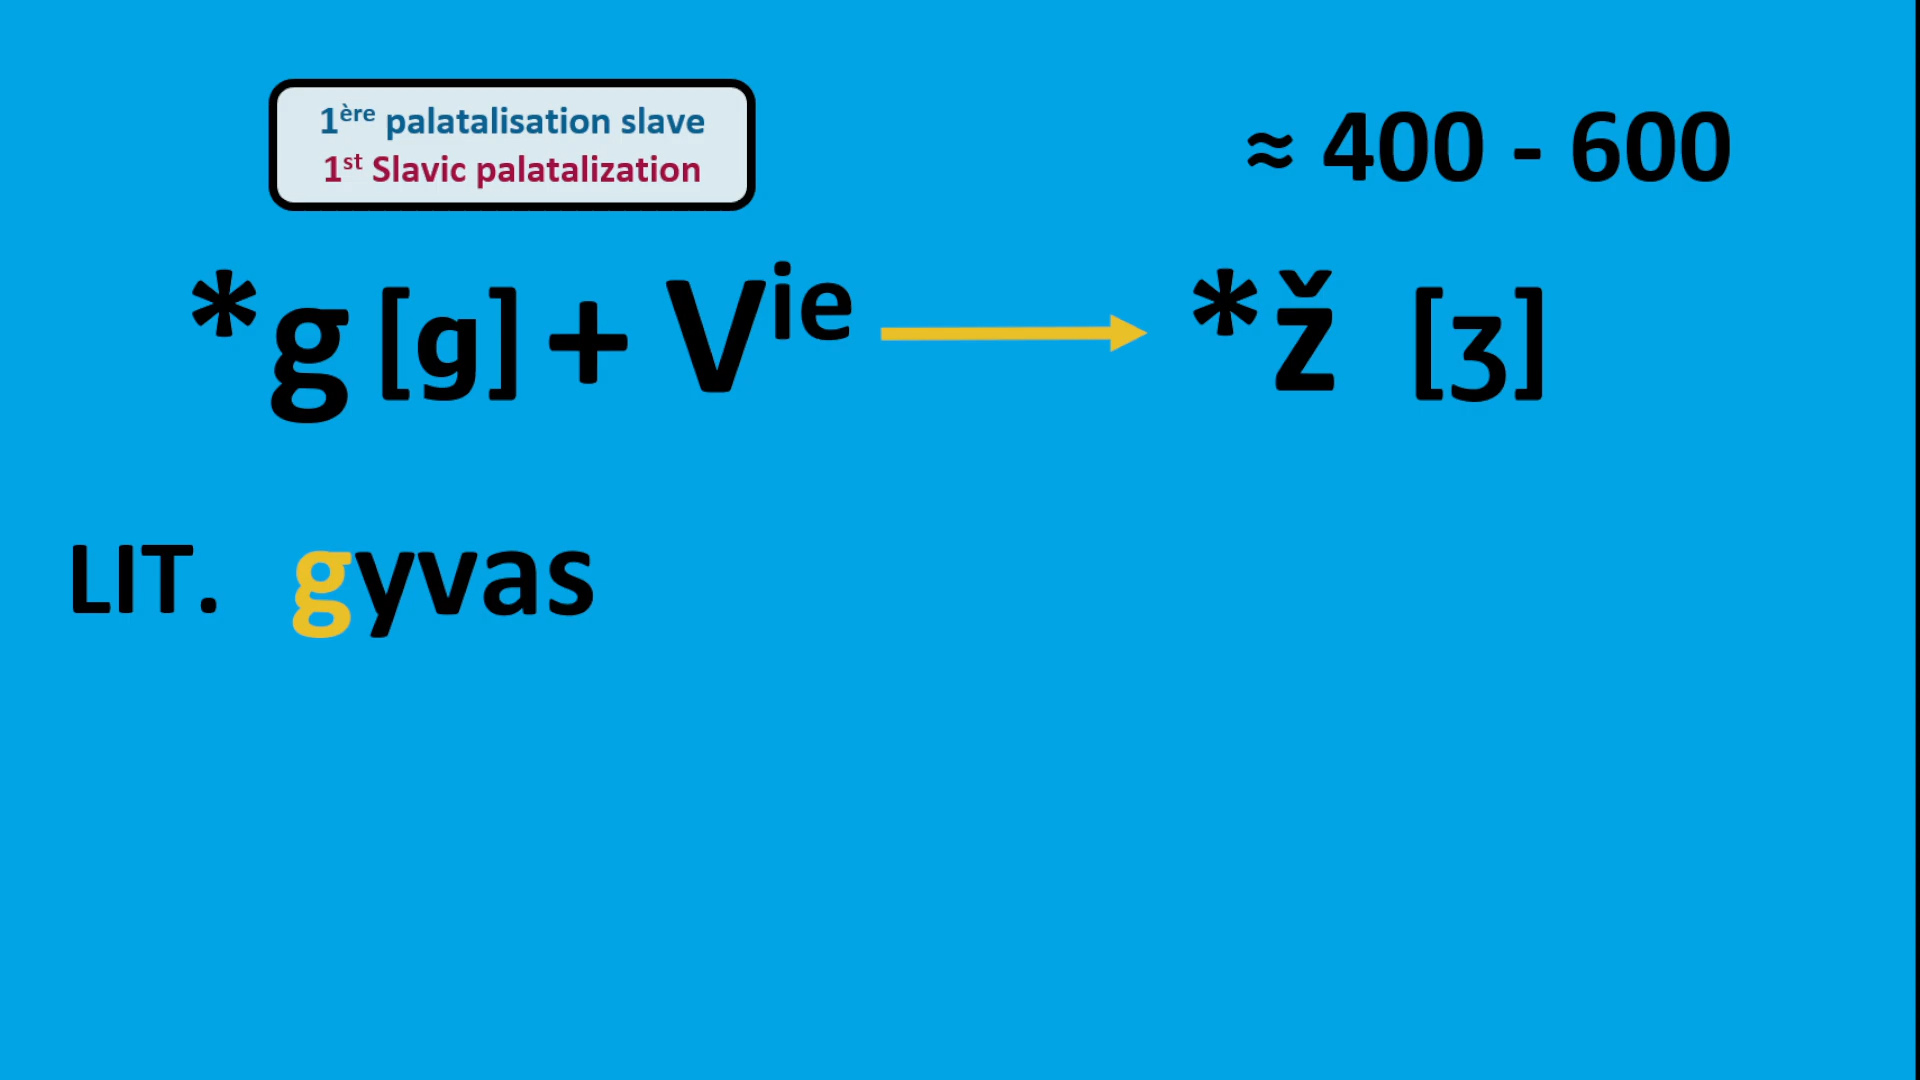 1ère palatalisation slave
1st Slavic palatalization
≈ 400 - 600
*g [g] + Vie *ž [ʒ]
LIT. gyvas